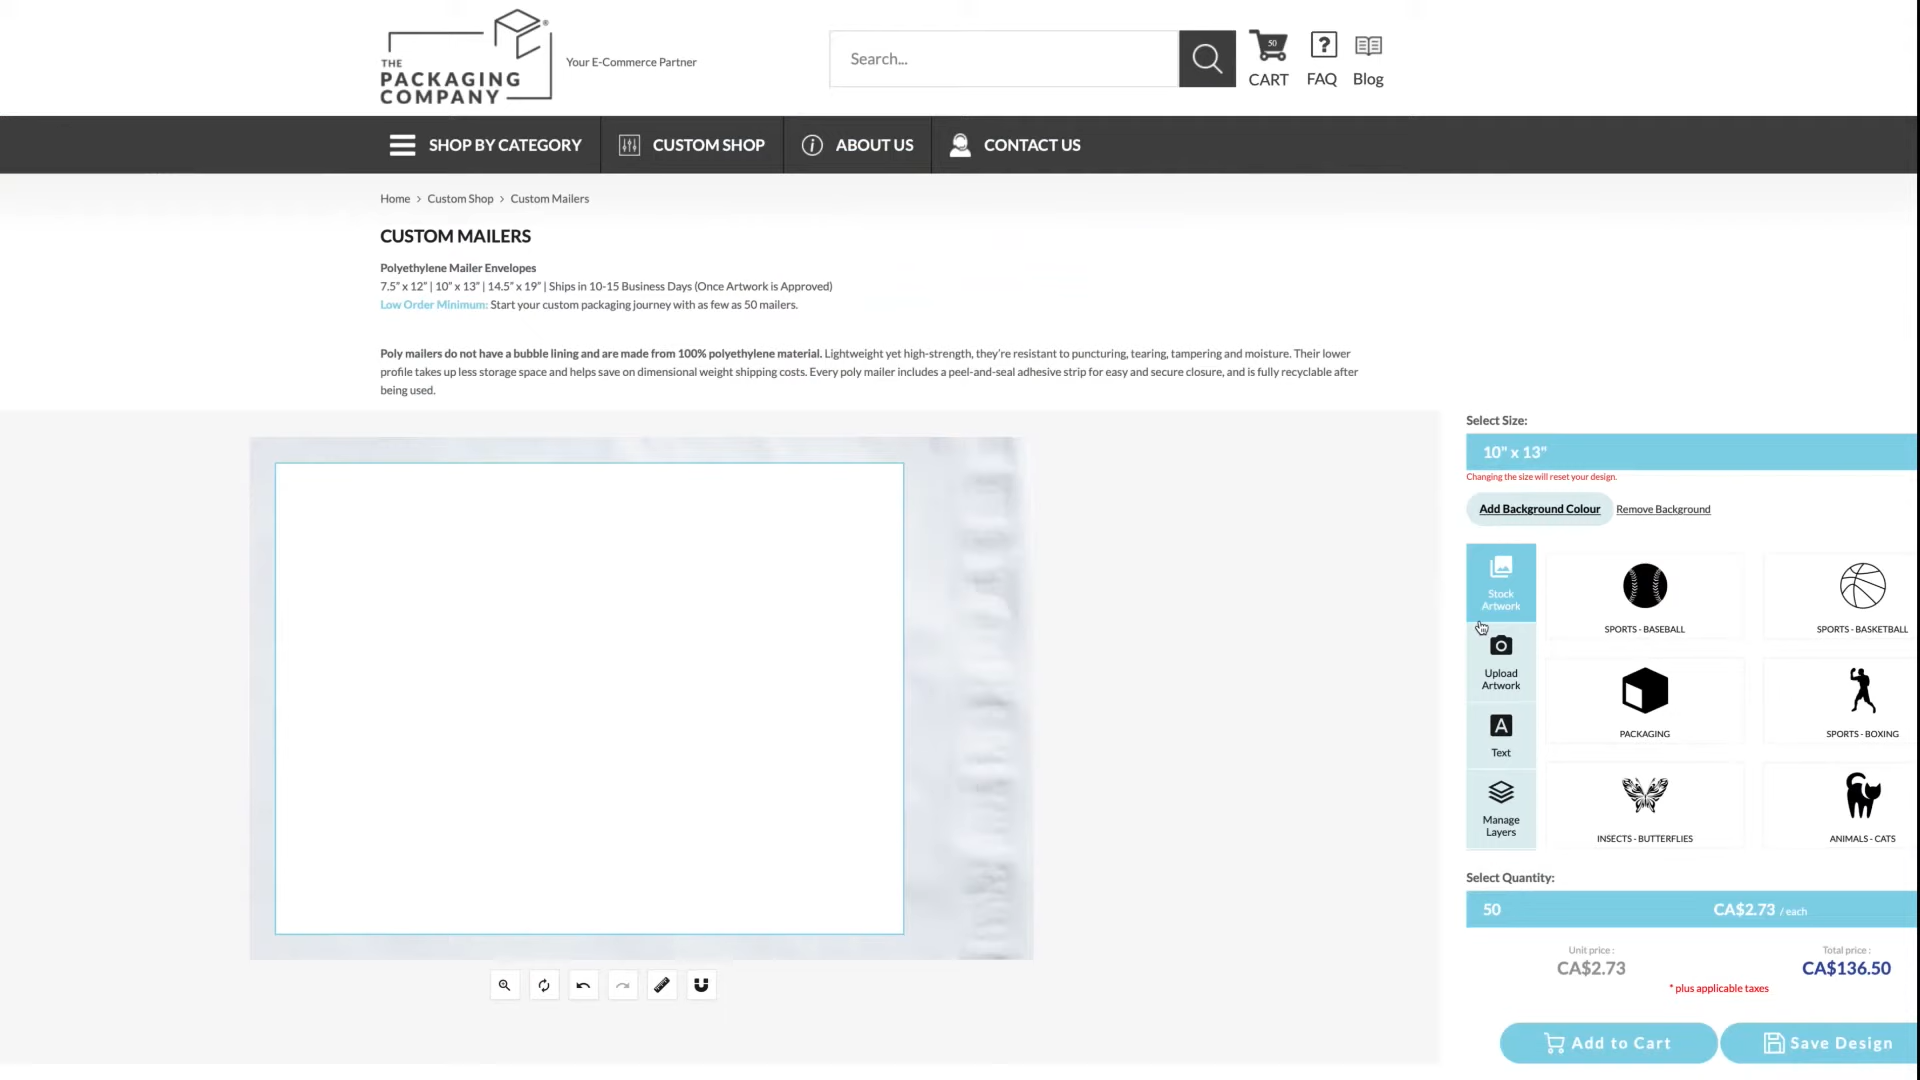 THE
PACKAGING
COMPANY
®
Your E-Commerce Partner
Search...
50
CART
?
FAQ
Blog
SHOP BY CATEGORY
CUSTOM SHOP
ABOUT US
CONTACT US
Home > Custom Shop > Custom Mailers
CUSTOM MAILERS
Polyethylene Mailer Envelopes
7.5” x 12” | 10” x 13” | 14.5” x 19” | Ships in 10-15 Business Days (Once Artwork is Approved)
Low Order Minimum: Start your custom packaging journey with as few as 50 mailers.
Poly mailers do not have a bubble lining and are made from 100% polyethylene material. Lightweight yet high-strength, they’re resistant to puncturing, tearing, tampering and moisture. Their lower
profile takes up less storage space and helps save on dimensional weight shipping costs. Every poly mailer includes a peel-and-seal adhesive strip for easy and secure closure, and is fully recyclable after
being used.
Select Size:
10" x 13"
Changing the size will reset your design.
Add Background Colour Remove Background
Stock
Artwork
Upload
Artwork
A
Text
Manage
Layers
SPORTS - BASEBALL
SPORTS - BASKETBALL
PACKAGING
SPORTS - BOXING
INSECTS - BUTTERFLIES
ANIMALS - CATS
Select Quantity:
50 CA$2.73 / each
Unit price :
CA$2.73
Total price :
CA$136.50
* plus applicable taxes
Add to Cart
Save Design